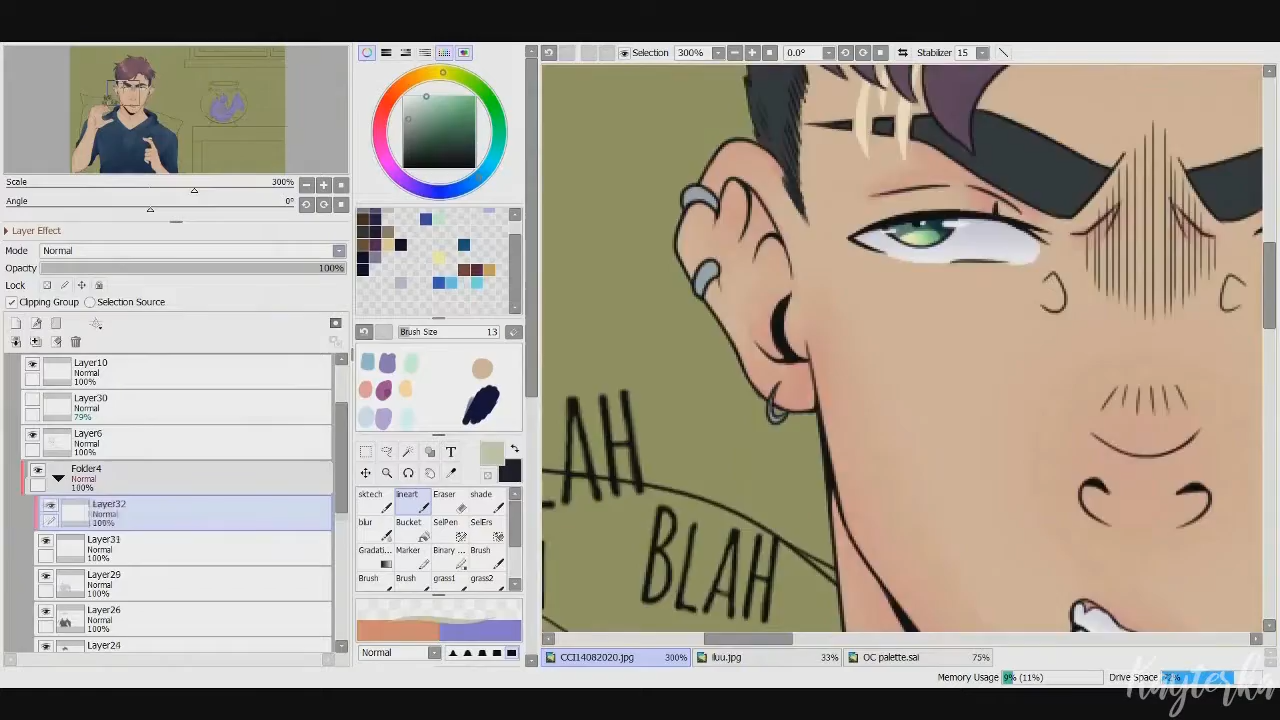 Selection 300% 0.0° Stabilizer 15
Scale 300%
Angle 0°
Layer Effect
Mode Normal
Opacity 100%
Lock
Clipping Group Selection Source
Brush Size 13
Layer10
Normal
100%
Layer30
Normal
79%
Layer6
Normal
100%
Folder4
Normal
100%
Layer32
Normal
100%
Layer31
Normal
100%
Layer29
Normal
100%
Layer26
Normal
100%
Layer24
T
sktech lineart Eraser shade
blur Bucket SelPen SelErs
Gradati... Marker Binary ... Brush
Brush Brush grass1 grass2
Normal
LAH
BLAH
CCI14082020.jpg 300% iluu.jpg 33% OC palette.sai 75%
Memory Usage 9% (11%) Drive Space